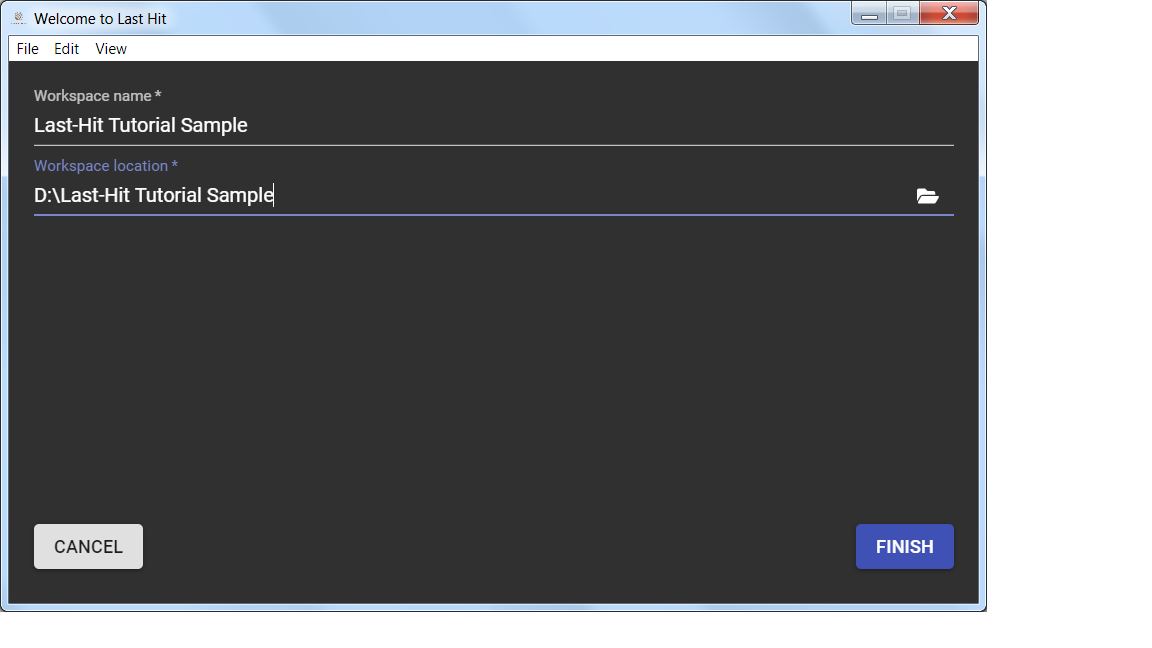 Welcome to Last Hit
File Edit View
Workspace name *
Last-Hit Tutorial Sample
Workspace location *
D:\Last-Hit Tutorial Sample
CANCEL
FINISH